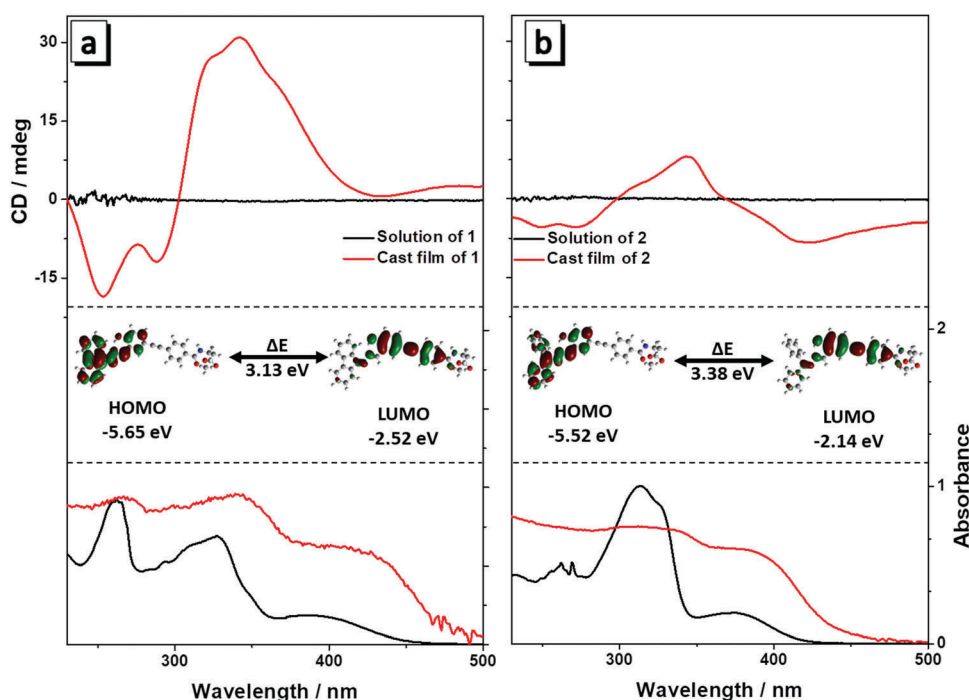 a
CD / mdeg
30
15
0
-15
Solution of 1
Cast film of 1
ΔE
3.13 eV
HOMO
-5.65 eV
LUMO
-2.52 eV
300
400
500
Wavelength / nm
b
Solution of 2
Cast film of 2
ΔE
3.38 eV
HOMO
-5.52 eV
LUMO
-2.14 eV
300
400
500
Wavelength / nm
2
1
0
Absorbance